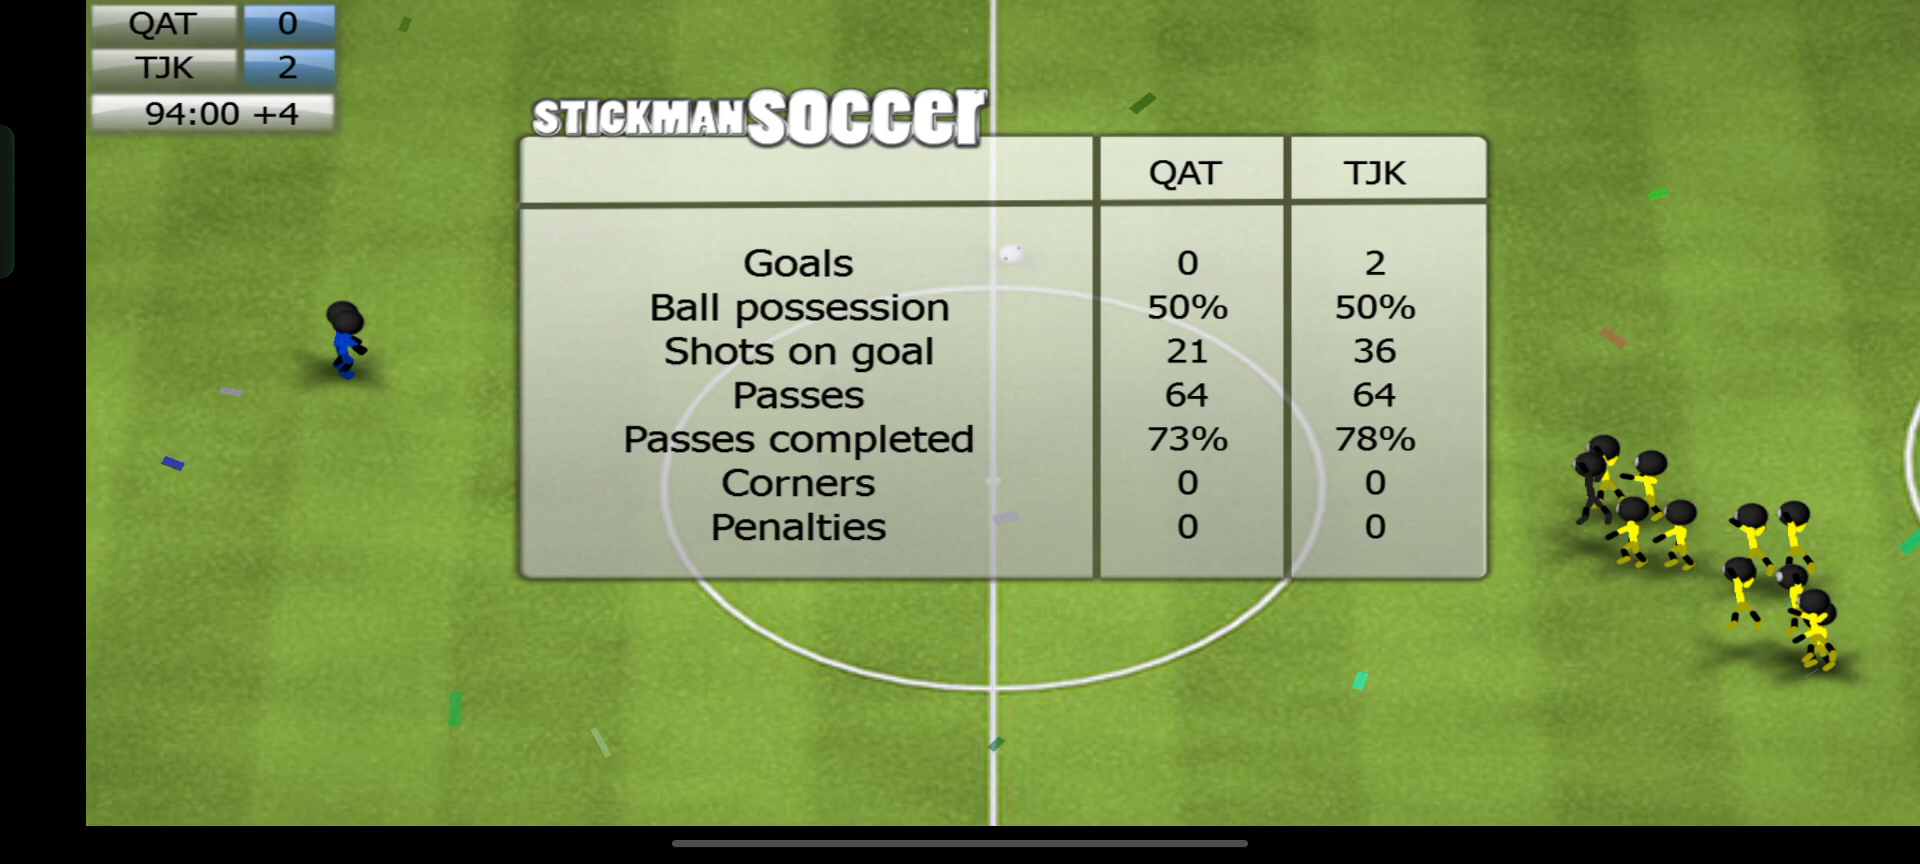 QAT 0
TJK 2
94:00 +4
STICKMAN SOCCER
QAT TJK
Goals 0 2
Ball possession 50% 50%
Shots on goal 21 36
Passes 64 64
Passes completed 73% 78%
Corners 0 0
Penalties 0 0